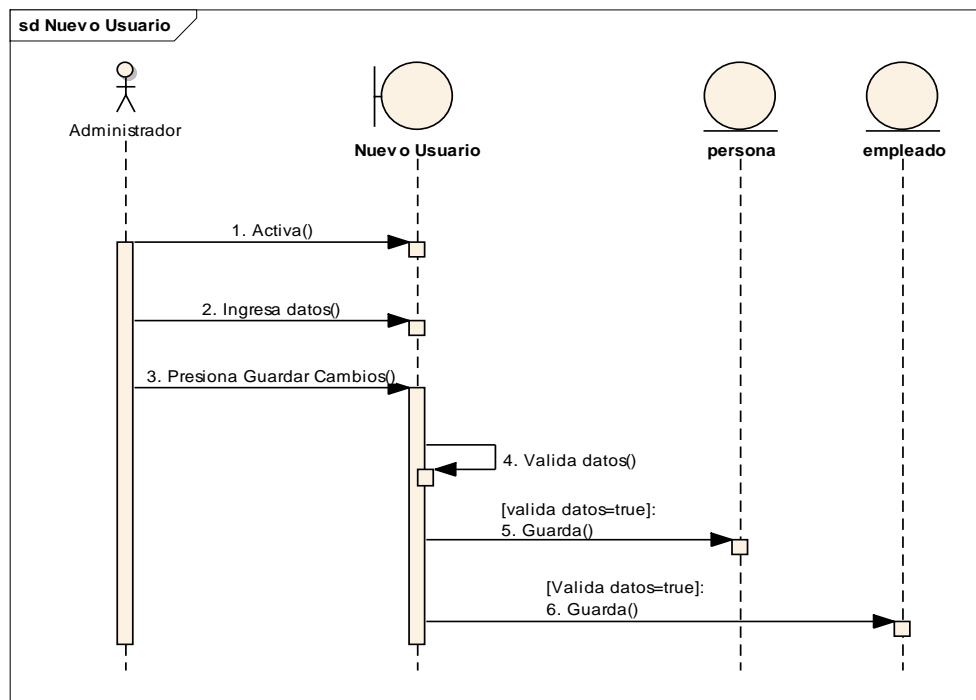 sd Nuevo Usuario
Administrador
Nuevo Usuario
persona
empleado
1. Activa()
2. Ingresa datos()
3. Presiona Guardar Cambios()
4. Valida datos()
[valida datos=true]:
5. Guarda()
[Valida datos=true]:
6. Guarda()